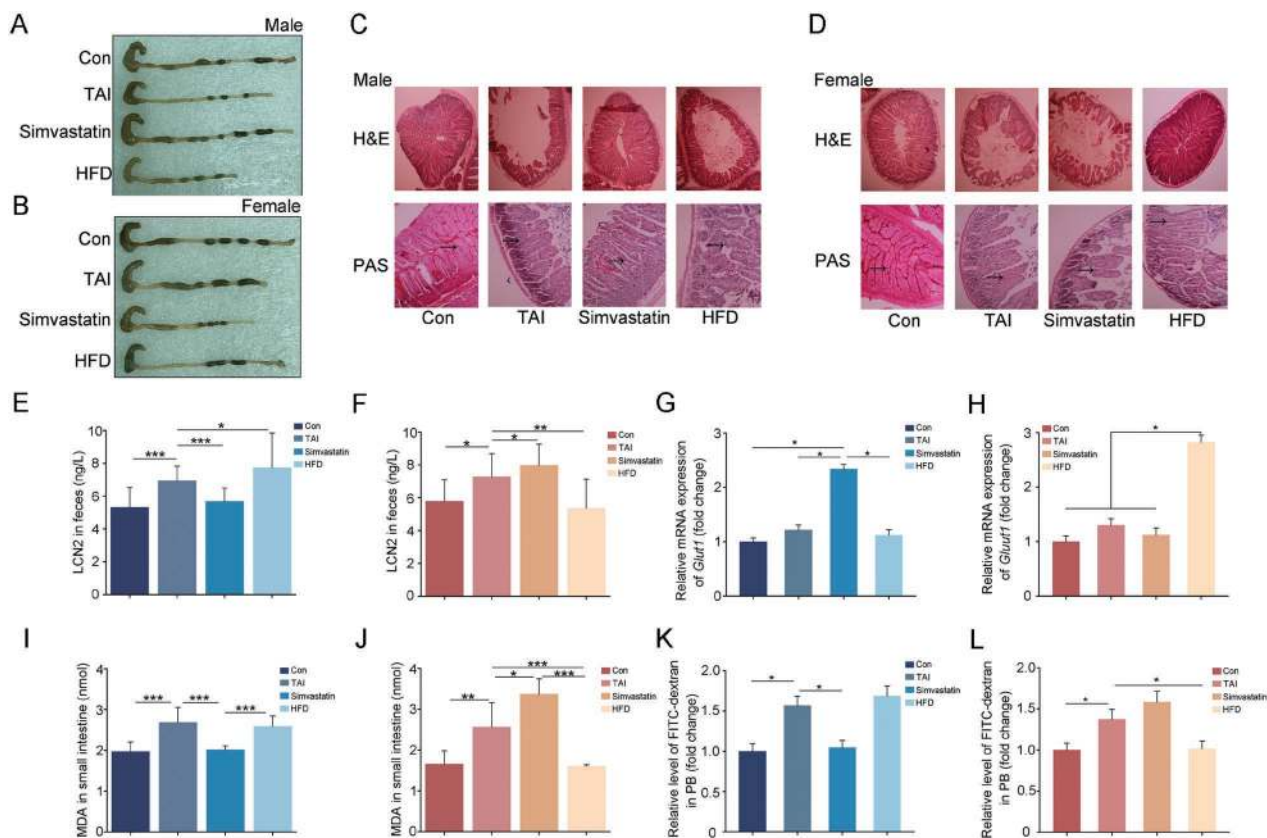 A
Male
Con
TAI
Simvastatin
HFD
B
Female
Con
TAI
Simvastatin
HFD
C
Male
H&E
PAS
Con TAI Simvastatin HFD
D
Female
H&E
PAS
Con TAI Simvastatin HFD
E
LCN2 in feces (ng/L)
10
8
6
4
2
0
*
***
***
Con
TAI
Simvastatin
HFD
F
LCN2 in feces (ng/L)
10
8
6
4
2
0
**
*
*
Con
TAI
Simvastatin
HFD
G
Relative mRNA expression
of Glut1 (fold change)
3
2
1
0
*
*
*
Con
TAI
Simvastatin
HFD
H
Relative mRNA expression
of Gluut1 (fold change)
3
2
1
0
*
Con
TAI
Simvastatin
HFD
I
MDA in small intestine (nmol)
4
3
2
1
0
***
***
***
Con
TAI
Simvastatin
HFD
J
MDA in small intestine (nmol)
4
3
2
1
0
***
*
***
**
Con
TAI
Simvastatin
HFD
K
Relative level of FITC-dextran
in PB (fold change)
2.0
1.5
1.0
0.5
0
*
*
Con
TAI
Simvastatin
HFD
L
Relative level of FITC-dextran
in PB (fold change)
2.0
1.5
1.0
0.5
0
*
*
Con
TAI
Simvastatin
HFD